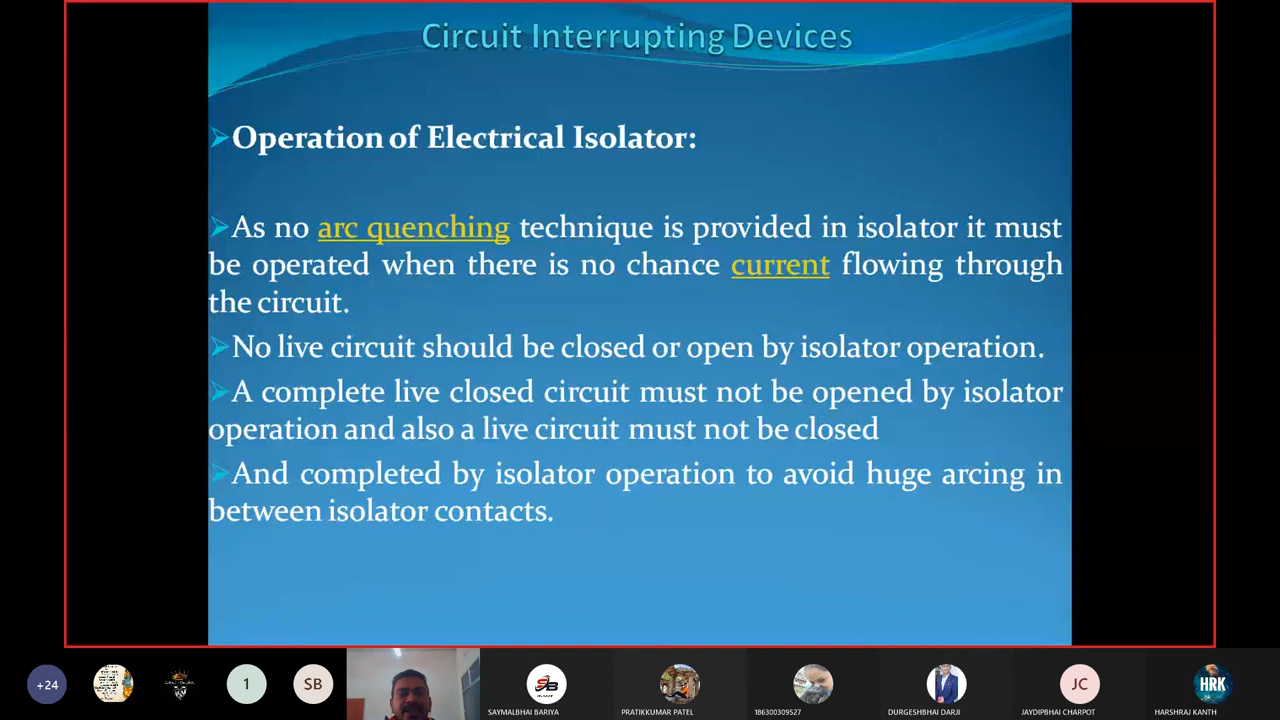 Circuit Interrupting Devices
Operation of Electrical Isolator:
As no arc quenching technique is provided in isolator it must
be operated when there is no chance current flowing through
the circuit.
No live circuit should be closed or open by isolator operation.
A complete live closed circuit must not be opened by isolator
operation and also a live circuit must not be closed
And completed by isolator operation to avoid huge arcing in
between isolator contacts.
+24
1
SB
JC
HRK
SAYMALBHAI BARIYA
PRATIKKUMAR PATEL
186300309527
DURGESHBHAI DARJI
JAYDIPBHAI CHARPOT
HARSHRAJ KANTH